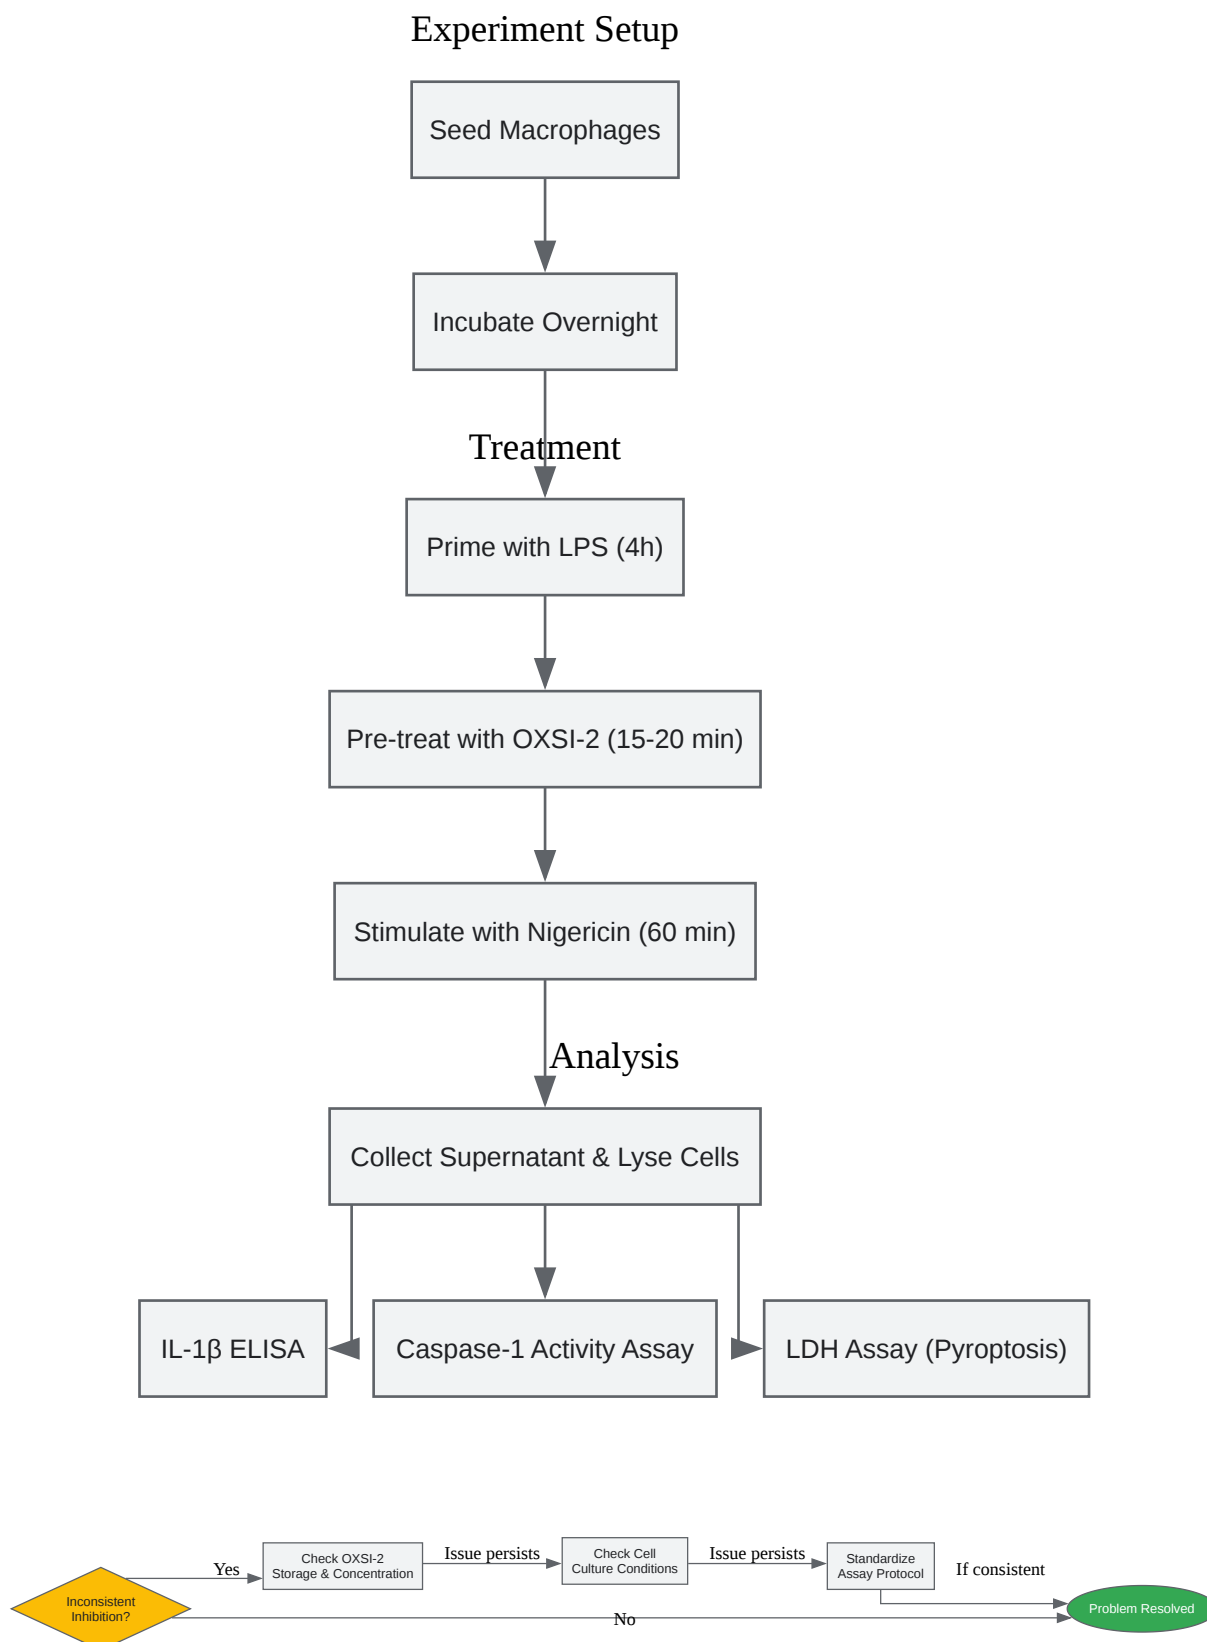 Experiment Setup
Seed Macrophages
Incubate Overnight
Treatment
Prime with LPS (4h)
Pre-treat with OXSI-2 (15-20 min)
Stimulate with Nigericin (60 min)
Analysis
Collect Supernatant & Lyse Cells
IL-1β ELISA
Caspase-1 Activity Assay
LDH Assay (Pyroptosis)
Inconsistent
Inhibition?
Yes
Check OXSI-2
Storage & Concentration
Issue persists
Check Cell
Culture Conditions
Issue persists
Standardize
Assay Protocol
If consistent
No
Problem Resolved